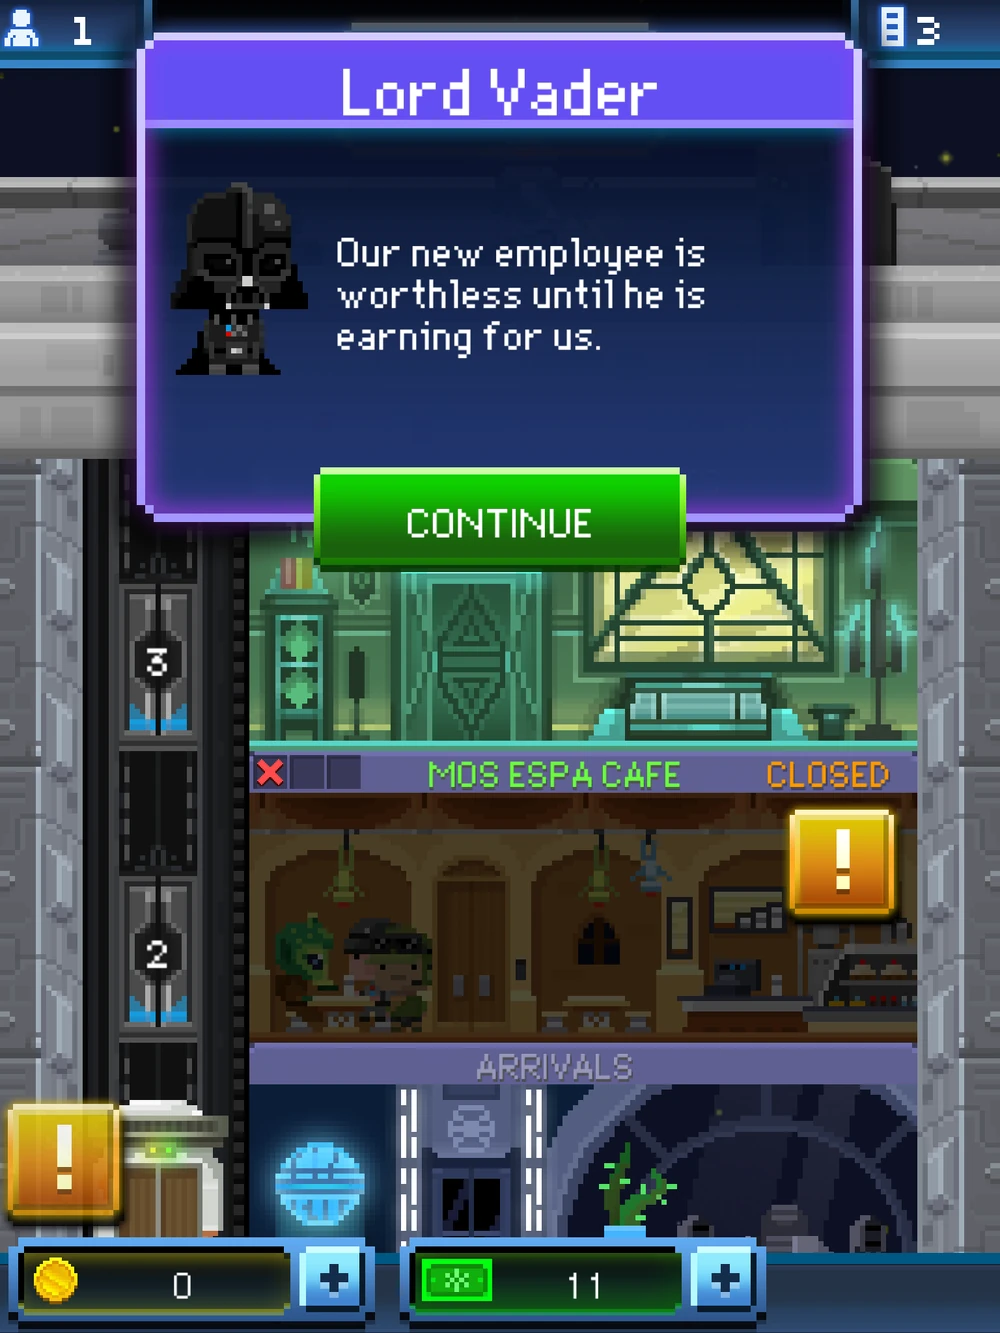 1
3
Lord Vader
Our new employee is
worthless until he is
earning for us.
CONTINUE
3
MOS ESPA CAFE
CLOSED
!
2
ARRIVALS
!
0
+
11
+